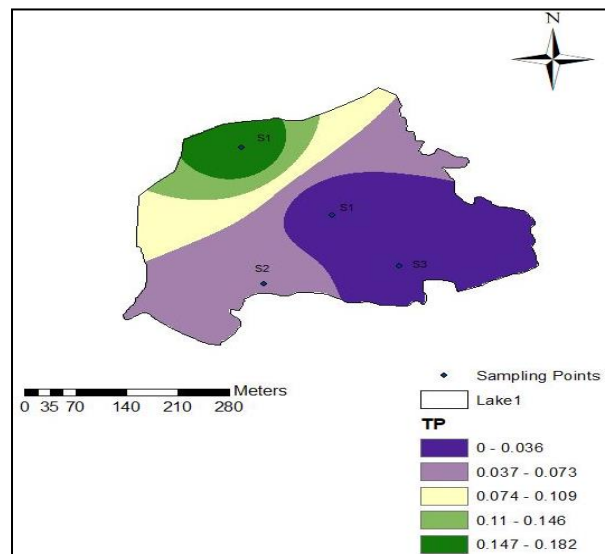 N
S1
S1
S3
S2
Meters
0 35 70 140 210 280
Sampling Points
Lake1
TP
0 - 0.036
0.037 - 0.073
0.074 - 0.109
0.11 - 0.146
0.147 - 0.182